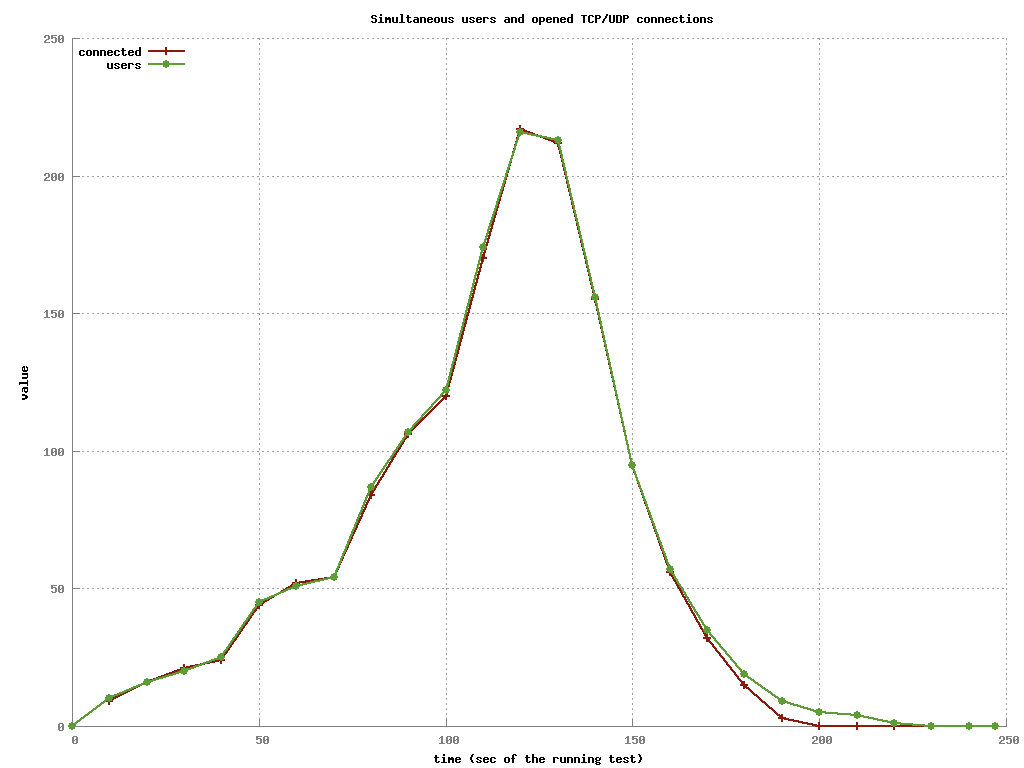 Simultaneous users and opened TCP/UDP connections
250
connected
users
200
150
value
100
50
0
0 50 100 150 200 250
time (sec of the running test)